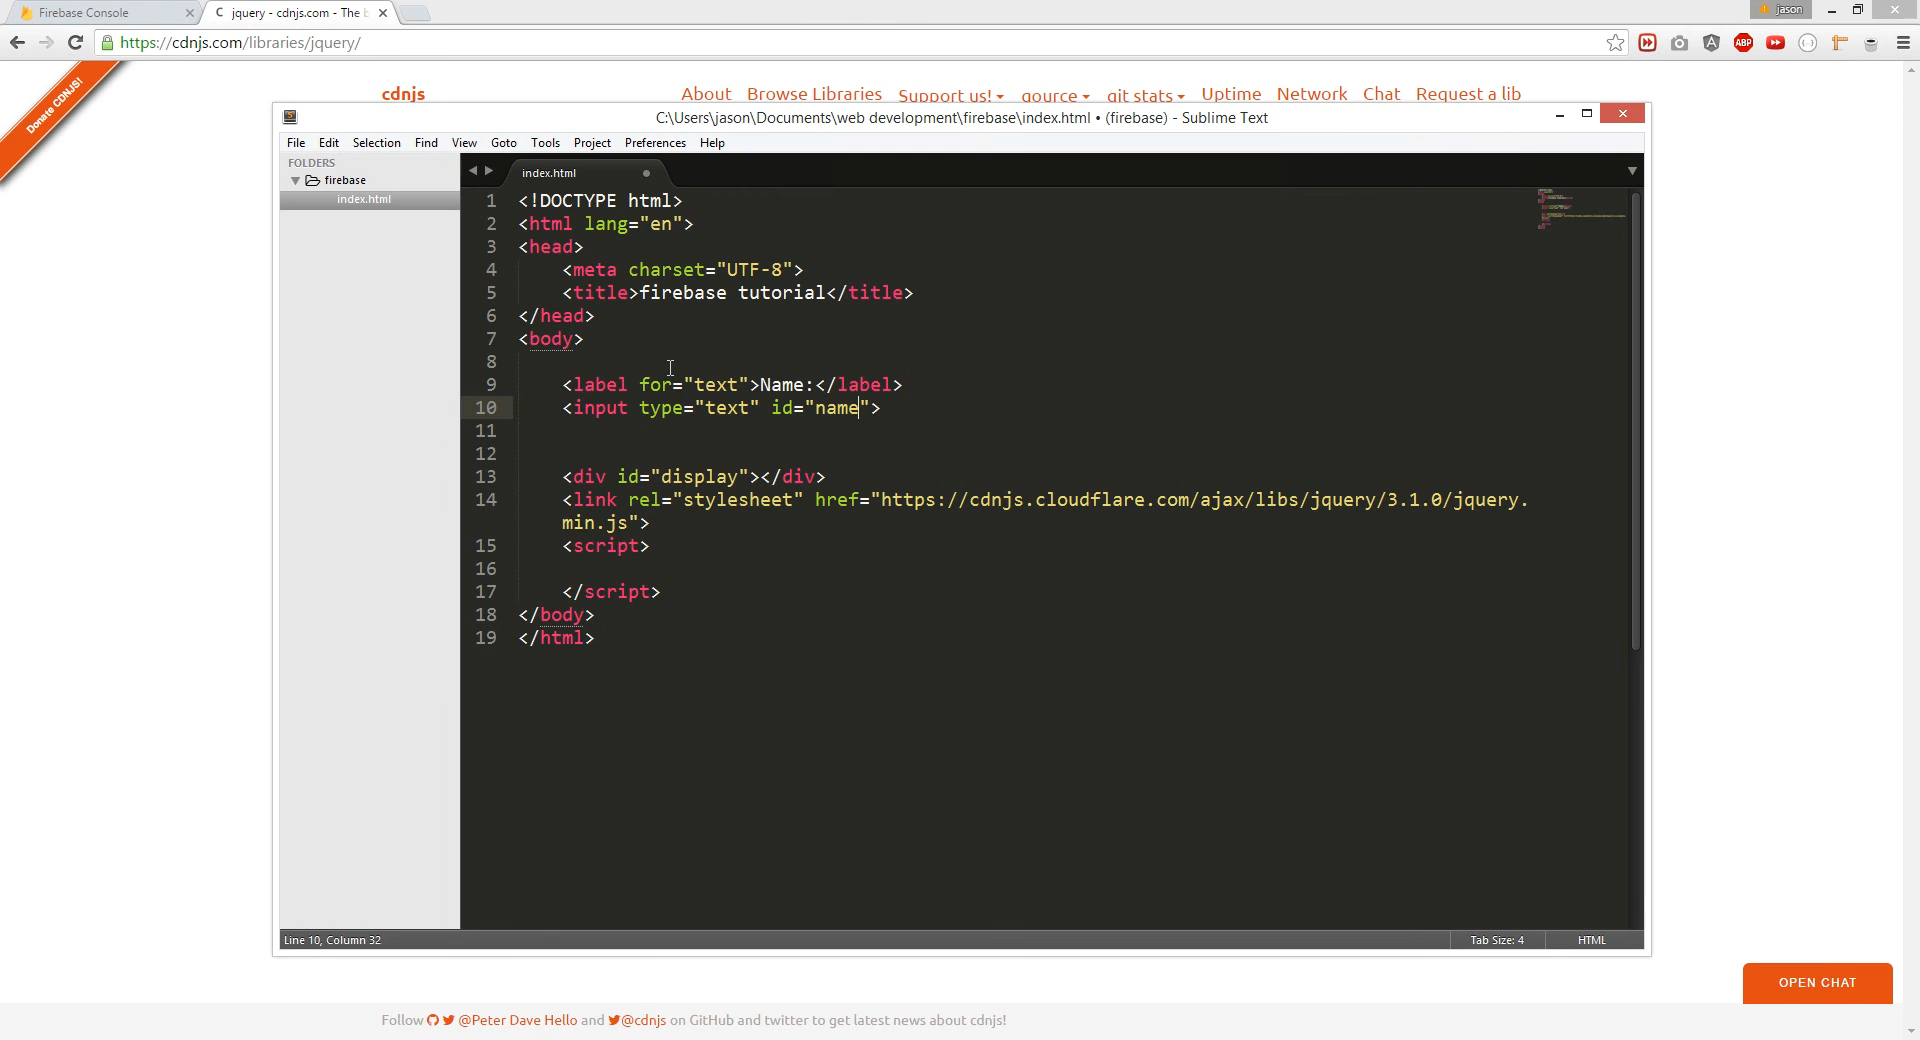 Firebase Console
jquery - cdnjs.com - The b
jason
https://cdnjs.com/libraries/jquery/
ABP
Donate CDNJS!
cdnjs
About Browse Libraries Support us! gource git stats Uptime Network Chat Request a lib
C:\Users\jason\Documents\web development\firebase\index.html • (firebase) - Sublime Text
File Edit Selection Find View Goto Tools Project Preferences Help
FOLDERS
firebase
index.html
index.html
1 <!DOCTYPE html>
2 <html lang="en">
3 <head>
4 <meta charset="UTF-8">
5 <title>firebase tutorial</title>
6 </head>
7 <body>
8
9 <label for="text">Name:</label>
10 <input type="text" id="name">
11
12
13 <div id="display"></div>
14 <link rel="stylesheet" href="https://cdnjs.cloudflare.com/ajax/libs/jquery/3.1.0/jquery.
min.js">
15 <script>
16
17 </script>
18 </body>
19 </html>
Line 10, Column 32
Tab Size: 4
HTML
OPEN CHAT
Follow @Peter Dave Hello and @cdnjs on GitHub and twitter to get latest news about cdnjs!